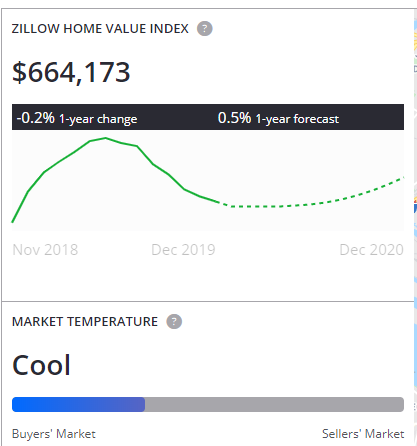 ZILLOW HOME VALUE INDEX ?
$664,173
-0.2% 1-year change 0.5% 1-year forecast
Nov 2018 Dec 2019 Dec 2020
MARKET TEMPERATURE ?
Cool
Buyers' Market Sellers' Market